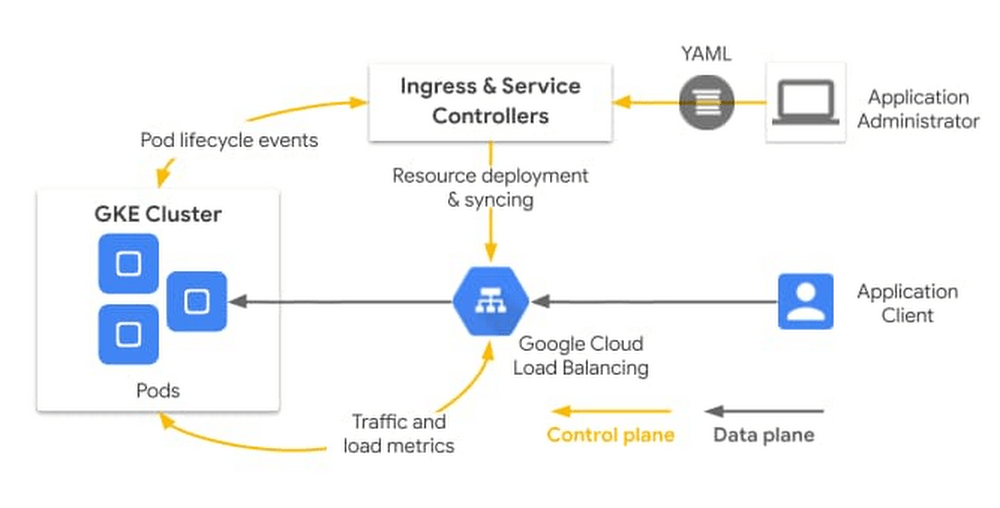 YAML
Ingress & Service
Controllers
Application
Administrator
Pod lifecycle events
Resource deployment
& syncing
GKE Cluster
Application
Client
Google Cloud
Load Balancing
Pods
Traffic and
load metrics
Control plane
Data plane